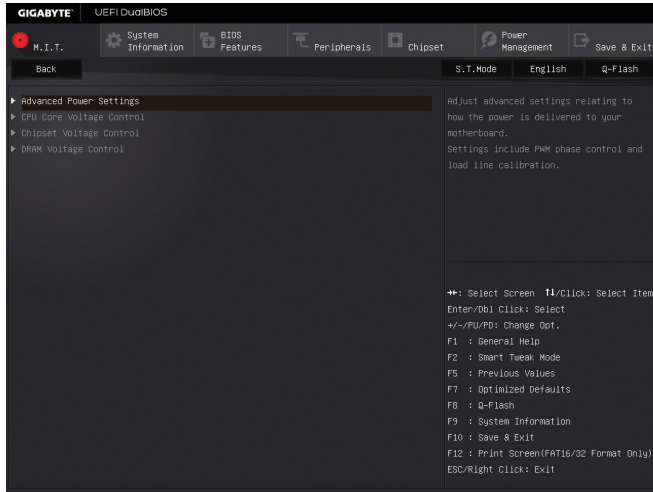 GIGABYTE™ UEFI DualBIOS
M.I.T.
System Information
BIOS Features
Peripherals
Chipset
Power Management
Save & Exit
Back
S.T.Mode
English
Q-Flash
Advanced Power Settings
CPU Core Voltage Control
Chipset Voltage Control
DRAM Voltage Control
Adjust advanced settings relating to
how the power is delivered to your
motherboard.
Settings include PWM phase control and
load line calibration.
→←: Select Screen ↑↓/Click: Select Item
Enter/Dbl Click: Select
+/-/PU/PD: Change Opt.
F1 : General Help
F2 : Smart Tweak Mode
F5 : Previous Values
F7 : Optimized Defaults
F8 : Q-Flash
F9 : System Information
F10 : Save & Exit
F12 : Print Screen(FAT16/32 Format Only)
ESC/Right Click: Exit